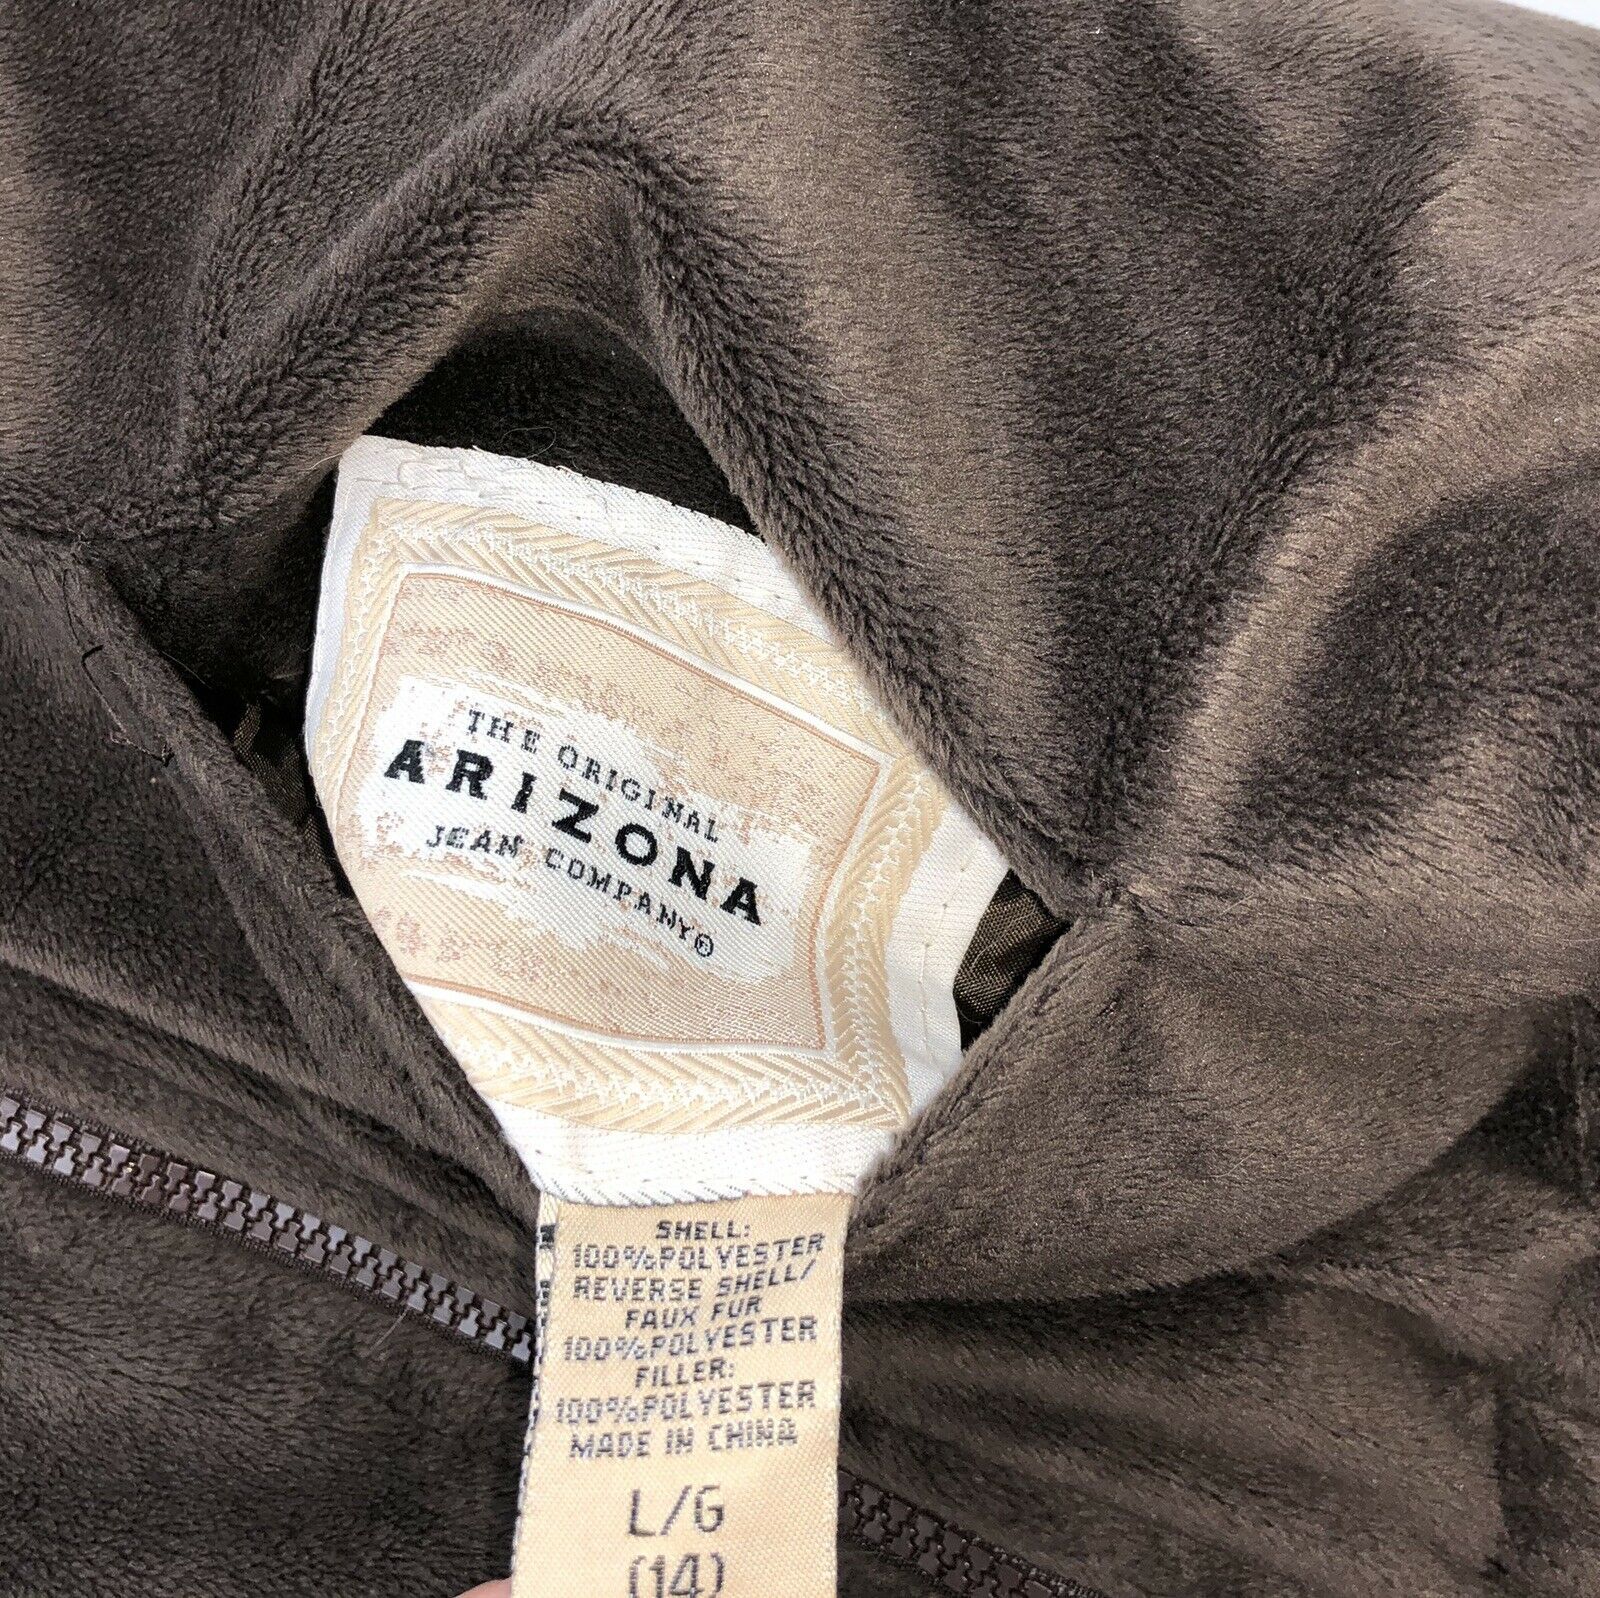 THE ORIGINAL
ARIZONA
JEAN COMPANY®
SHELL:
100%POLYESTER
REVERSE SHELL/
FAUX FUR
100%POLYESTER
FILLER:
100%POLYESTER
MADE IN CHINA
L/G
(14)